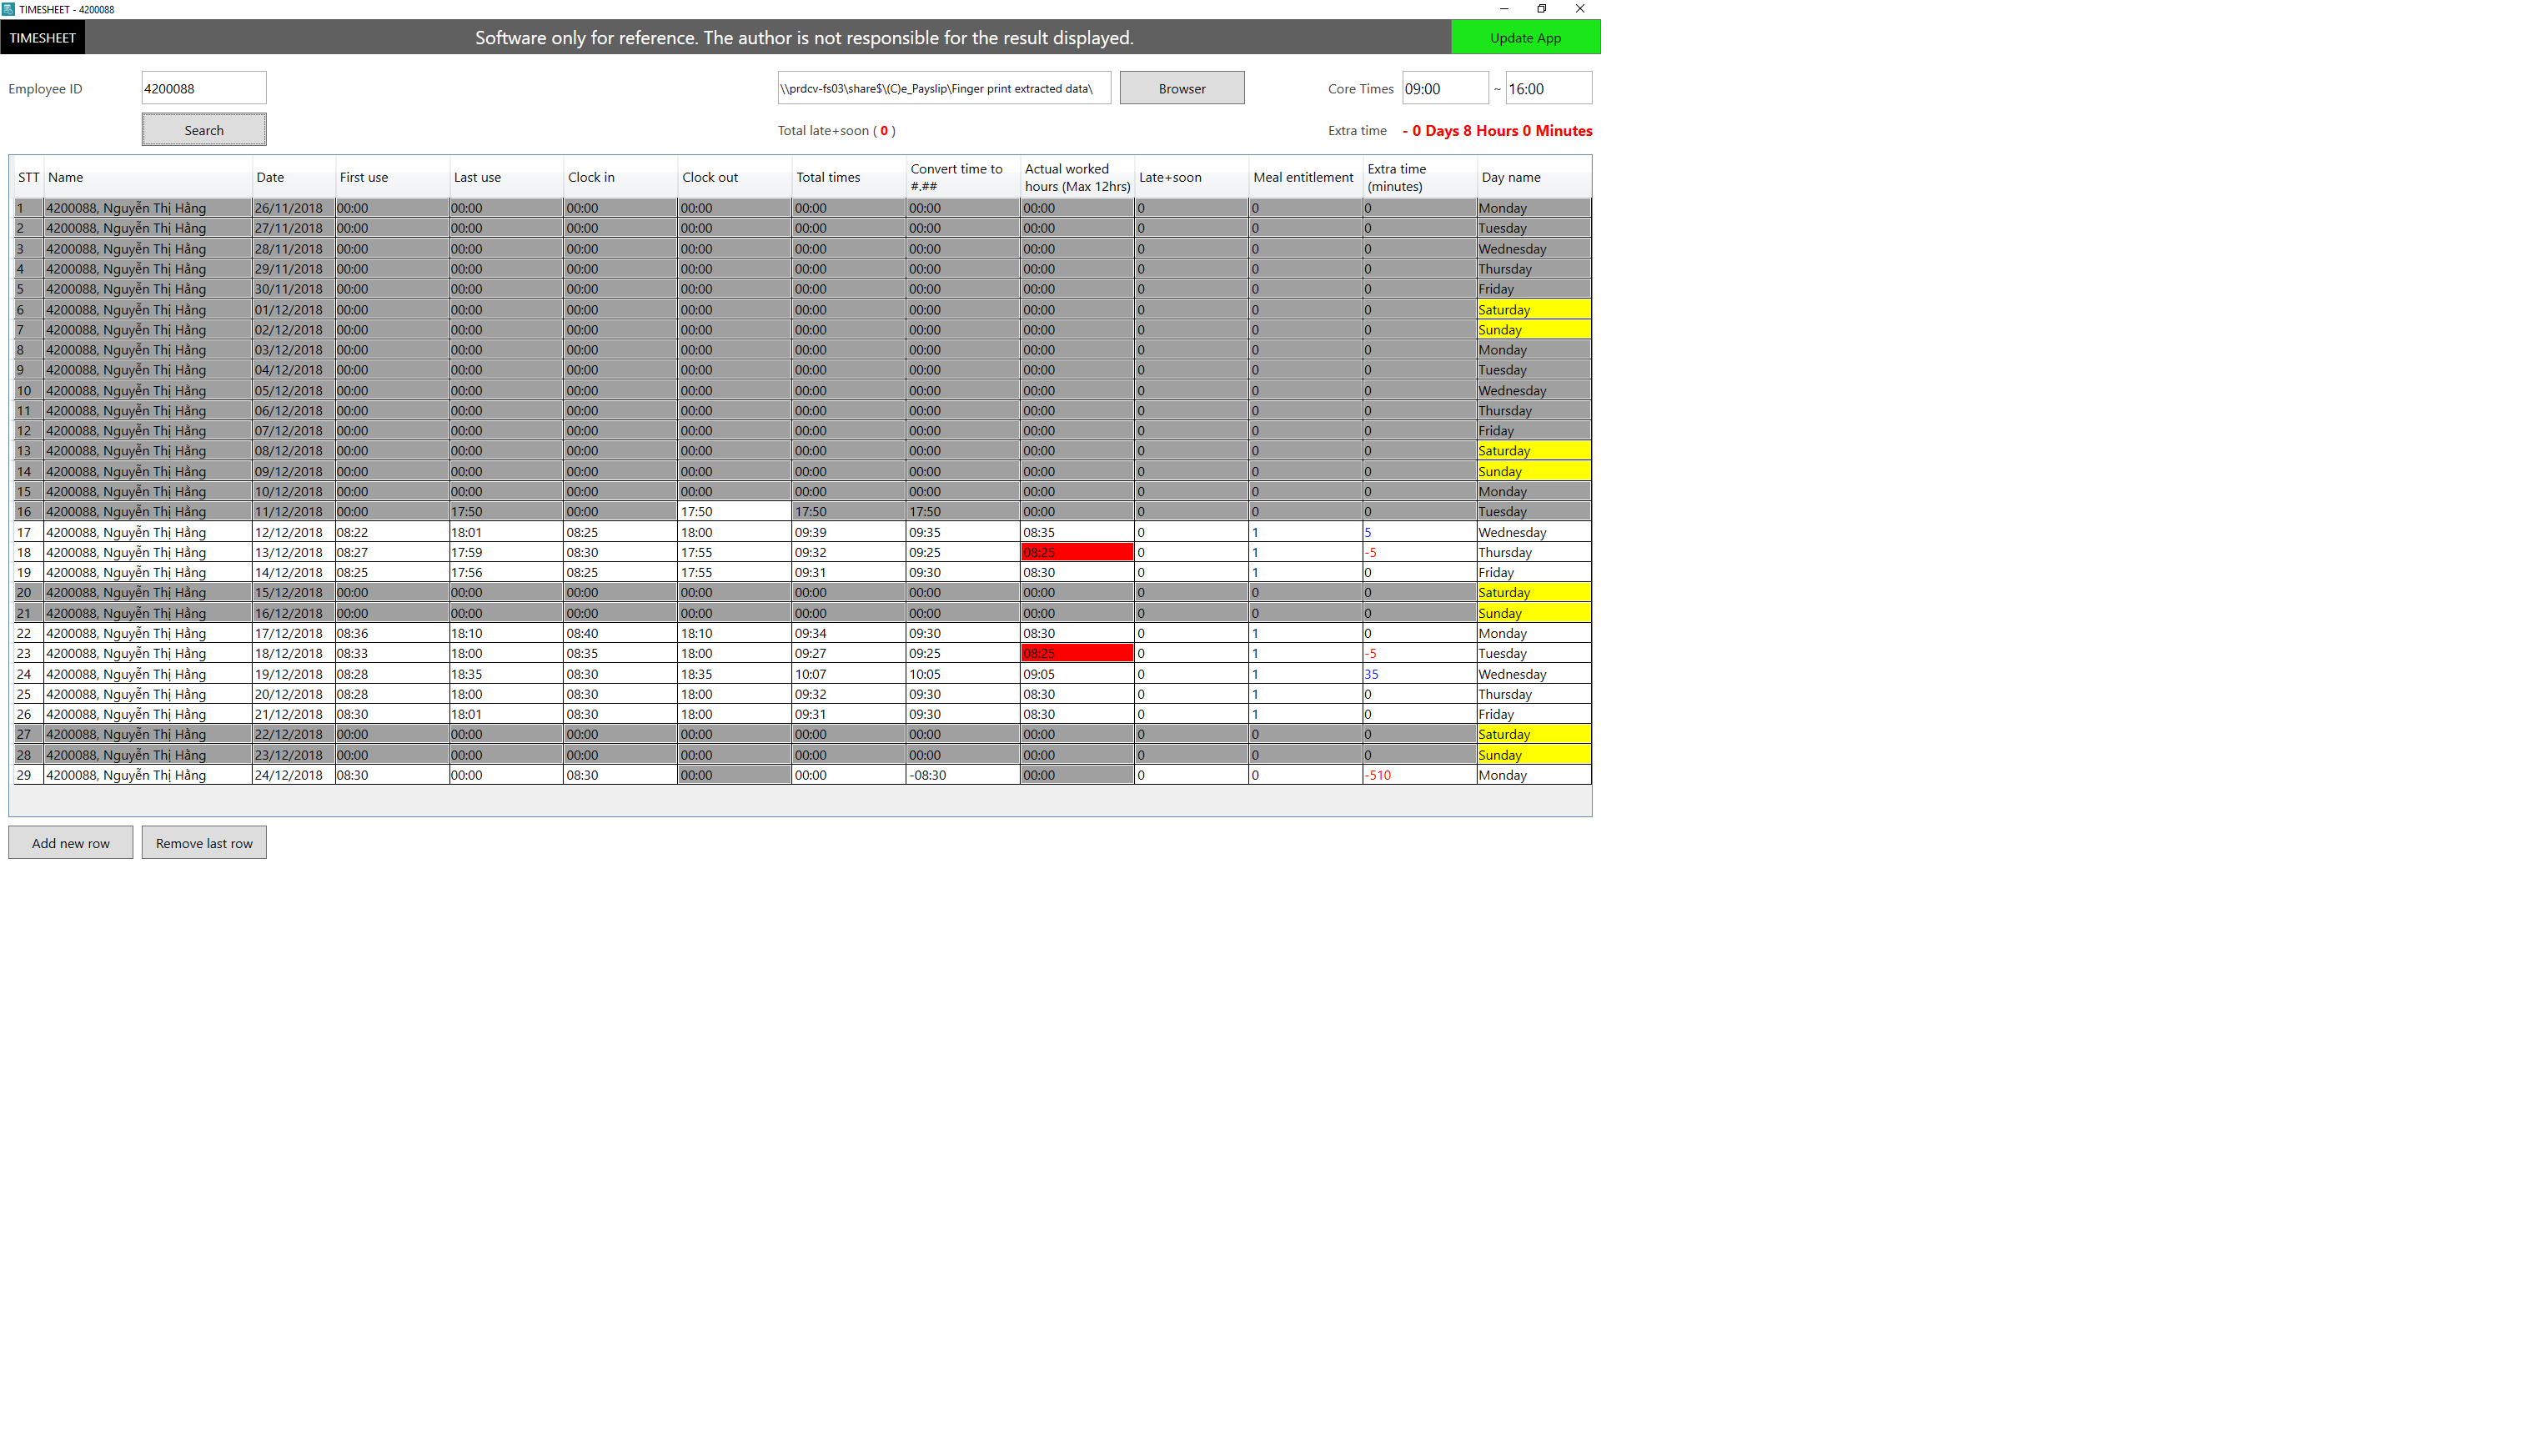 TIMESHEET - 4200088
TIMESHEET Software only for reference. The author is not responsible for the result displayed. Update App
Employee ID 4200088 \\prdcv-fs03\share$\(C)e_Payslip\Finger print extracted data\ Browser Core Times 09:00 ~ 16:00
Search Total late+soon ( 0 ) Extra time - 0 Days 8 Hours 0 Minutes
STT Name Date First use Last use Clock in Clock out Total times Convert time to #.## Actual worked hours (Max 12hrs) Late+soon Meal entitlement Extra time (minutes) Day name
1 4200088, Nguyễn Thị Hằng 26/11/2018 00:00 00:00 00:00 00:00 00:00 00:00 00:00 0 0 0 Monday
2 4200088, Nguyễn Thị Hằng 27/11/2018 00:00 00:00 00:00 00:00 00:00 00:00 00:00 0 0 0 Tuesday
3 4200088, Nguyễn Thị Hằng 28/11/2018 00:00 00:00 00:00 00:00 00:00 00:00 00:00 0 0 0 Wednesday
4 4200088, Nguyễn Thị Hằng 29/11/2018 00:00 00:00 00:00 00:00 00:00 00:00 00:00 0 0 0 Thursday
5 4200088, Nguyễn Thị Hằng 30/11/2018 00:00 00:00 00:00 00:00 00:00 00:00 00:00 0 0 0 Friday
6 4200088, Nguyễn Thị Hằng 01/12/2018 00:00 00:00 00:00 00:00 00:00 00:00 00:00 0 0 0 Saturday
7 4200088, Nguyễn Thị Hằng 02/12/2018 00:00 00:00 00:00 00:00 00:00 00:00 00:00 0 0 0 Sunday
8 4200088, Nguyễn Thị Hằng 03/12/2018 00:00 00:00 00:00 00:00 00:00 00:00 00:00 0 0 0 Monday
9 4200088, Nguyễn Thị Hằng 04/12/2018 00:00 00:00 00:00 00:00 00:00 00:00 00:00 0 0 0 Tuesday
10 4200088, Nguyễn Thị Hằng 05/12/2018 00:00 00:00 00:00 00:00 00:00 00:00 00:00 0 0 0 Wednesday
11 4200088, Nguyễn Thị Hằng 06/12/2018 00:00 00:00 00:00 00:00 00:00 00:00 00:00 0 0 0 Thursday
12 4200088, Nguyễn Thị Hằng 07/12/2018 00:00 00:00 00:00 00:00 00:00 00:00 00:00 0 0 0 Friday
13 4200088, Nguyễn Thị Hằng 08/12/2018 00:00 00:00 00:00 00:00 00:00 00:00 00:00 0 0 0 Saturday
14 4200088, Nguyễn Thị Hằng 09/12/2018 00:00 00:00 00:00 00:00 00:00 00:00 00:00 0 0 0 Sunday
15 4200088, Nguyễn Thị Hằng 10/12/2018 00:00 00:00 00:00 00:00 00:00 00:00 00:00 0 0 0 Monday
16 4200088, Nguyễn Thị Hằng 11/12/2018 00:00 17:50 00:00 17:50 17:50 17:50 00:00 0 0 0 Tuesday
17 4200088, Nguyễn Thị Hằng 12/12/2018 08:22 18:01 08:25 18:00 09:39 09:35 08:35 0 1 5 Wednesday
18 4200088, Nguyễn Thị Hằng 13/12/2018 08:27 17:59 08:30 17:55 09:32 09:25 08:25 0 1 -5 Thursday
19 4200088, Nguyễn Thị Hằng 14/12/2018 08:25 17:56 08:25 17:55 09:31 09:30 08:30 0 1 0 Friday
20 4200088, Nguyễn Thị Hằng 15/12/2018 00:00 00:00 00:00 00:00 00:00 00:00 00:00 0 0 0 Saturday
21 4200088, Nguyễn Thị Hằng 16/12/2018 00:00 00:00 00:00 00:00 00:00 00:00 00:00 0 0 0 Sunday
22 4200088, Nguyễn Thị Hằng 17/12/2018 08:36 18:10 08:40 18:10 09:34 09:30 08:30 0 1 0 Monday
23 4200088, Nguyễn Thị Hằng 18/12/2018 08:33 18:00 08:35 18:00 09:27 09:25 08:25 0 1 -5 Tuesday
24 4200088, Nguyễn Thị Hằng 19/12/2018 08:28 18:35 08:30 18:35 10:07 10:05 09:05 0 1 35 Wednesday
25 4200088, Nguyễn Thị Hằng 20/12/2018 08:28 18:00 08:30 18:00 09:32 09:30 08:30 0 1 0 Thursday
26 4200088, Nguyễn Thị Hằng 21/12/2018 08:30 18:01 08:30 18:00 09:31 09:30 08:30 0 1 0 Friday
27 4200088, Nguyễn Thị Hằng 22/12/2018 00:00 00:00 00:00 00:00 00:00 00:00 00:00 0 0 0 Saturday
28 4200088, Nguyễn Thị Hằng 23/12/2018 00:00 00:00 00:00 00:00 00:00 00:00 00:00 0 0 0 Sunday
29 4200088, Nguyễn Thị Hằng 24/12/2018 08:30 00:00 08:30 00:00 00:00 -08:30 00:00 0 0 -510 Monday
Add new row Remove last row